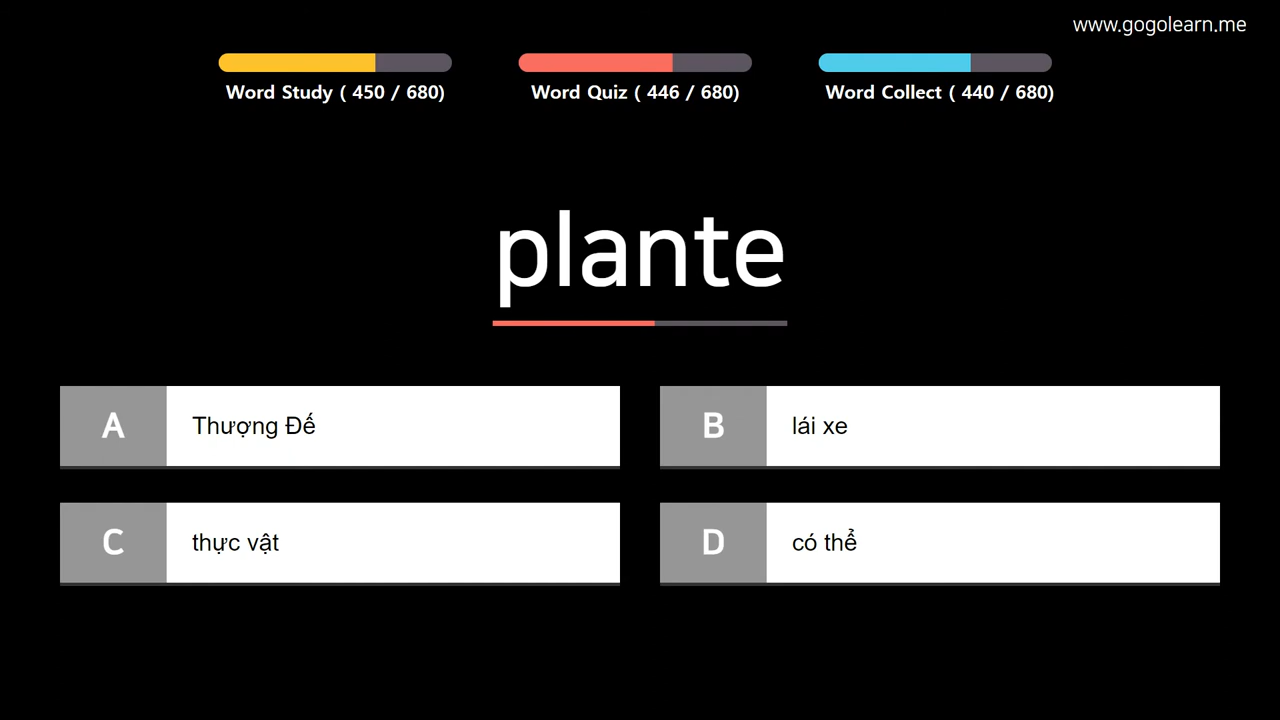 www.gogolearn.me
Word Study ( 450 / 680)
Word Quiz ( 446 / 680)
Word Collect ( 440 / 680)
plante
A Thượng Đế
B lái xe
C thực vật
D có thể